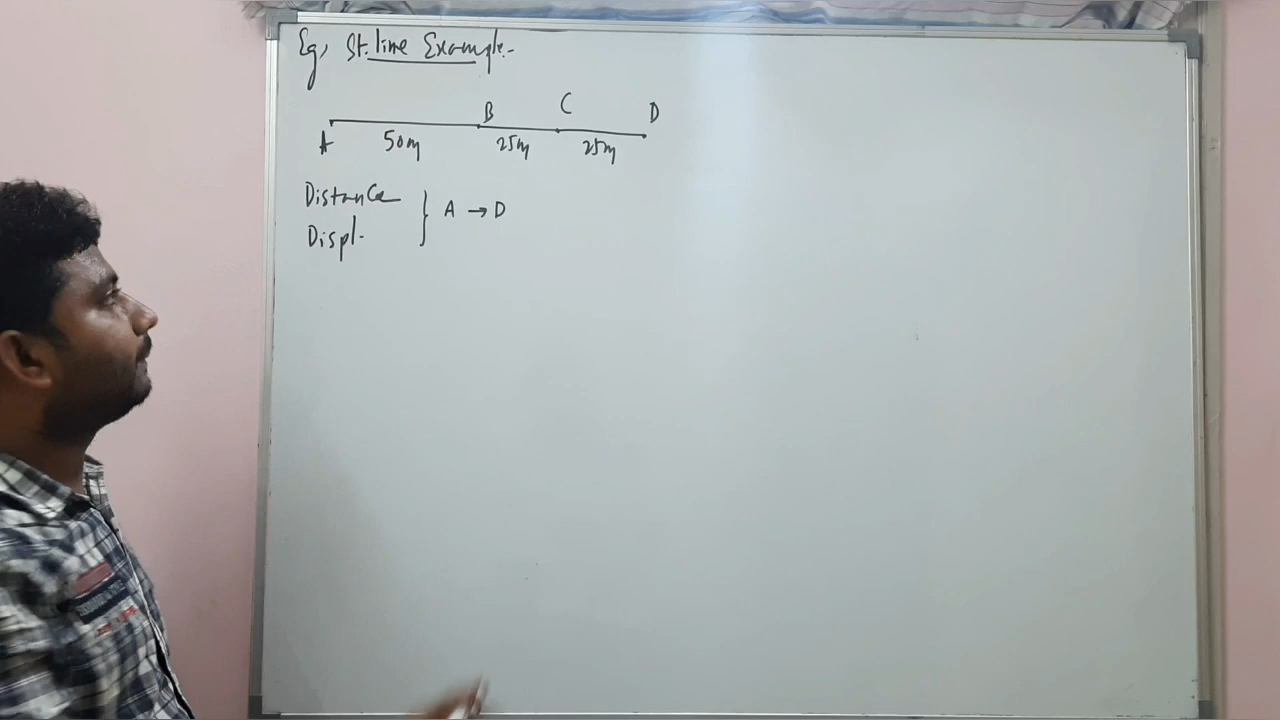 Eg, St. line Example.
B C D
A 50m 25m 25m
Distance
Displ. } A → D